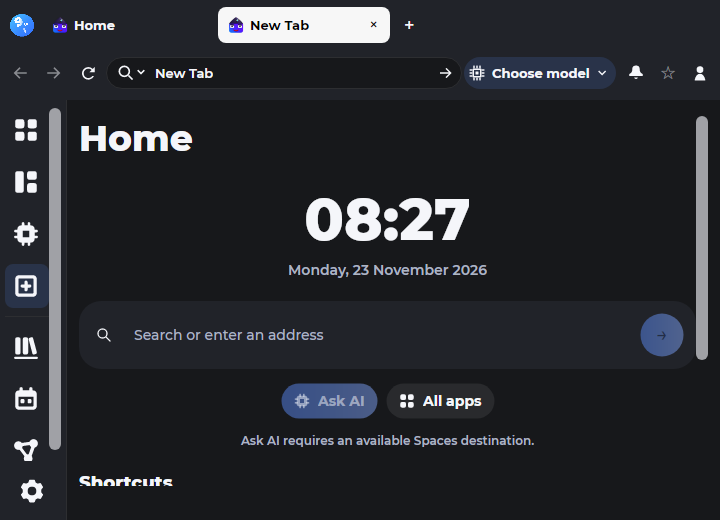 Home
New Tab
New Tab
Choose model
Home
08:27
Monday, 23 November 2026
Search or enter an address
Ask AI
All apps
Ask AI requires an available Spaces destination.
Shortcuts